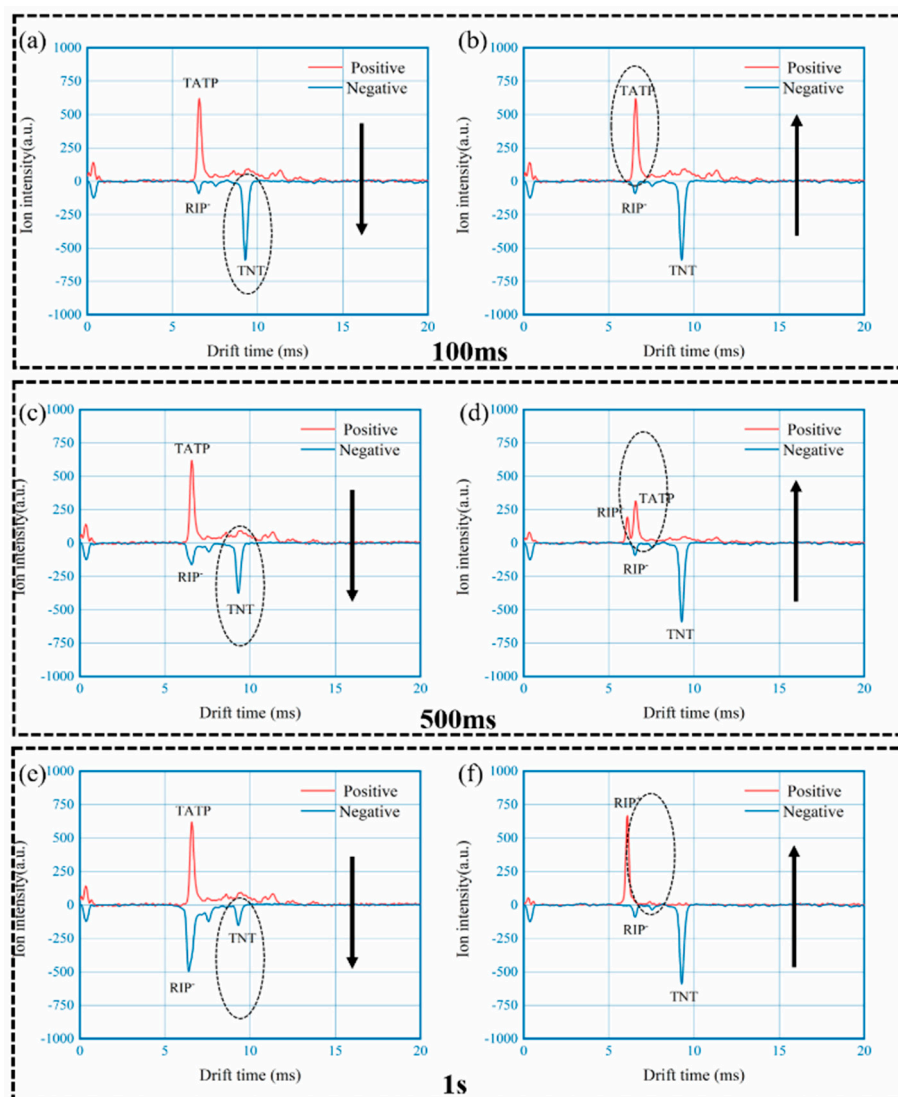 (a)
1000
750
500
250
0
-250
-500
-750
-1000
Ion intensity(a.u.)
TATP
RIP-
TNT
Positive
Negative
0 5 10 15 20
Drift time (ms)
(b)
1000
750
500
250
0
-250
-500
-750
-1000
Ion intensity(a.u.)
TATP
RIP-
TNT
Positive
Negative
0 5 10 15 20
Drift time (ms)
100ms
(c)
1000
750
500
250
0
-250
-500
-750
-1000
Ion intensity(a.u.)
TATP
RIP-
TNT
Positive
Negative
0 5 10 15 20
Drift time (ms)
(d)
1000
750
500
250
0
-250
-500
-750
-1000
Ion intensity(a.u.)
RIP
TATP
RIP-
TNT
Positive
Negative
0 5 10 15 20
Drift time (ms)
500ms
(e)
1000
750
500
250
0
-250
-500
-750
-1000
Ion intensity(a.u.)
TATP
RIP-
TNT
Positive
Negative
0 5 10 15 20
Drift time (ms)
(f)
1000
750
500
250
0
-250
-500
-750
-1000
Ion intensity(a.u.)
RIP+
RIP-
TNT
Positive
Negative
0 5 10 15 20
Drift time (ms)
1s